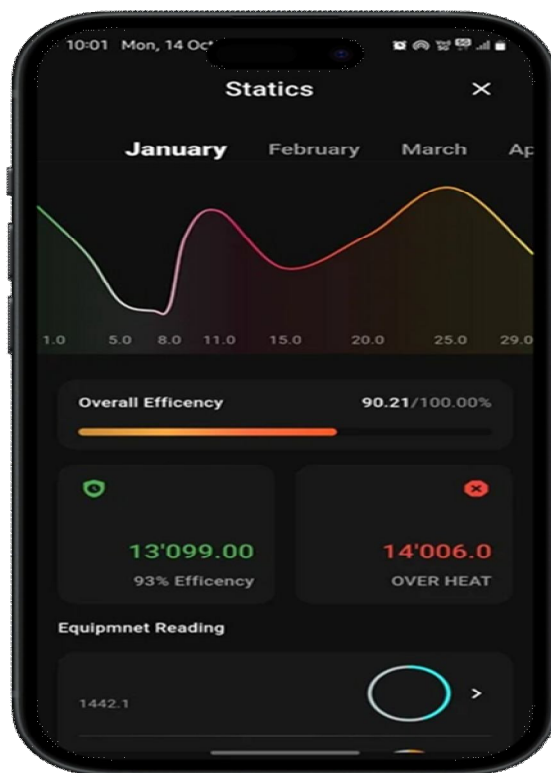 10:01 Mon, 14 Oct
Statics
January February March Ap
1.0 5.0 8.0 11.0 15.0 20.0 25.0 29.0
Overall Efficency 90.21/100.00%
13'099.00
93% Efficency
14'006.0
OVER HEAT
Equipmnet Reading
1442.1